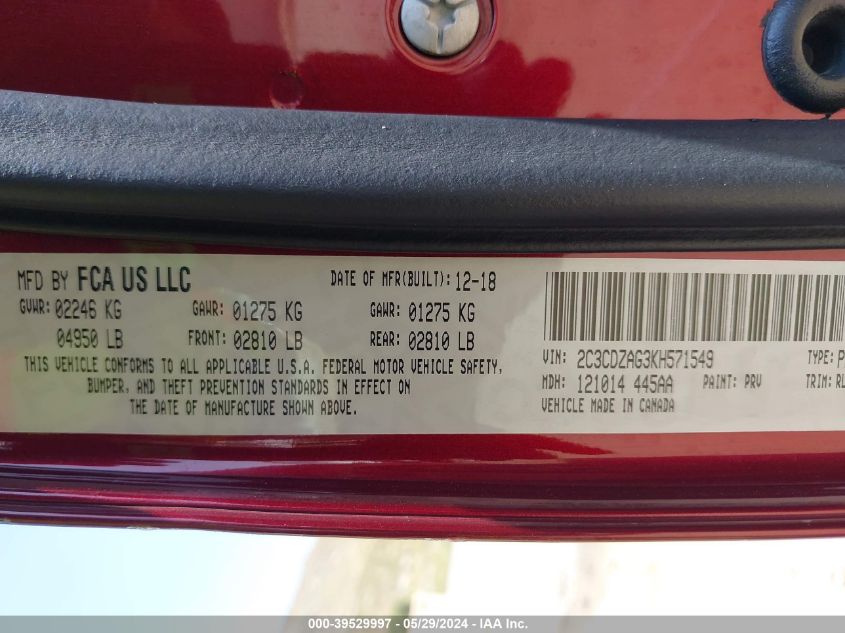 MFD BY FCA US LLC
DATE OF MFR(BUILT): 12-18
GVWR: 02246 KG GAWR: 01275 KG GAWR: 01275 KG
04950 LB FRONT: 02810 LB REAR: 02810 LB
THIS VEHICLE CONFORMS TO ALL APPLICABLE U.S.A. FEDERAL MOTOR VEHICLE SAFETY,
BUMPER, AND THEFT PREVENTION STANDARDS IN EFFECT ON
THE DATE OF MANUFACTURE SHOWN ABOVE.
VIN: 2C3CDZAG3KH571549 TYPE: P
MDH: 121014 445AA PAINT: PRV TRIM: RL
VEHICLE MADE IN CANADA
000-39529997 - 05/29/2024 - IAA Inc.